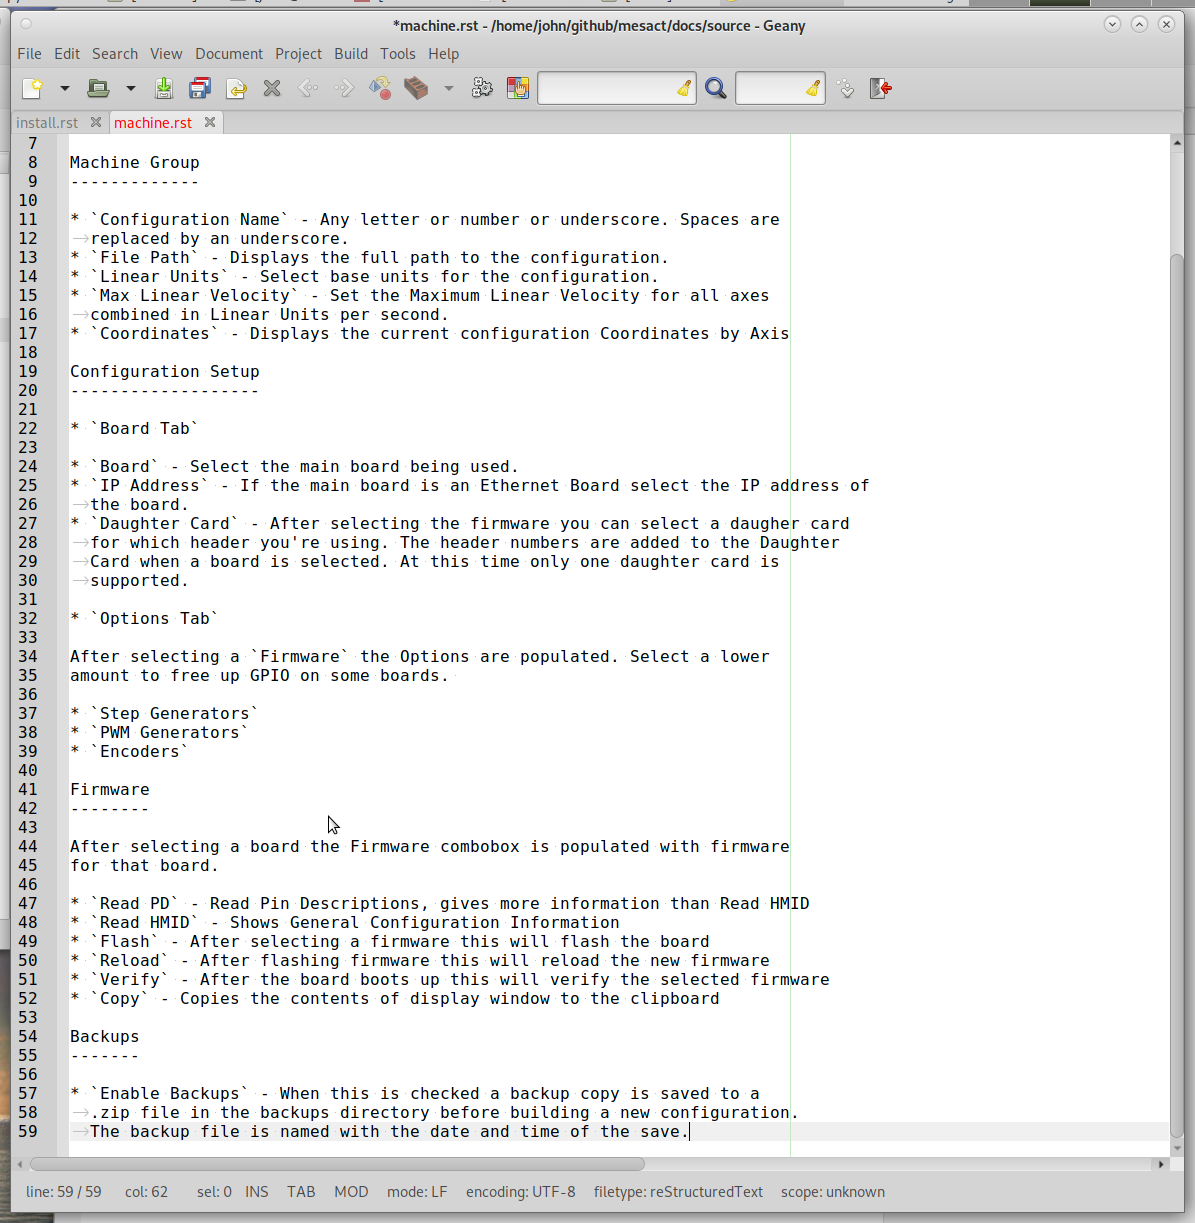 *machine.rst - /home/john/github/mesact/docs/source - Geany
File Edit Search View Document Project Build Tools Help
install.rst machine.rst
7
8 Machine Group
9 -------------
10
11 * `Configuration Name` - Any letter or number or underscore. Spaces are
12 replaced by an underscore.
13 * `File Path` - Displays the full path to the configuration.
14 * `Linear Units` - Select base units for the configuration.
15 * `Max Linear Velocity` - Set the Maximum Linear Velocity for all axes
16 combined in Linear Units per second.
17 * `Coordinates` - Displays the current configuration Coordinates by Axis
18
19 Configuration Setup
20 -------------------
21
22 * `Board Tab`
23
24 * `Board` - Select the main board being used.
25 * `IP Address` - If the main board is an Ethernet Board select the IP address of
26 the board.
27 * `Daughter Card` - After selecting the firmware you can select a daugher card
28 for which header you're using. The header numbers are added to the Daughter
29 Card when a board is selected. At this time only one daughter card is
30 supported.
31
32 * `Options Tab`
33
34 After selecting a `Firmware` the Options are populated. Select a lower
35 amount to free up GPIO on some boards.
36
37 * `Step Generators`
38 * `PWM Generators`
39 * `Encoders`
40
41 Firmware
42 --------
43
44 After selecting a board the Firmware combobox is populated with firmware
45 for that board.
46
47 * `Read PD` - Read Pin Descriptions, gives more information than Read HMID
48 * `Read HMID` - Shows General Configuration Information
49 * `Flash` - After selecting a firmware this will flash the board
50 * `Reload` - After flashing firmware this will reload the new firmware
51 * `Verify` - After the board boots up this will verify the selected firmware
52 * `Copy` - Copies the contents of display window to the clipboard
53
54 Backups
55 -------
56
57 * `Enable Backups` - When this is checked a backup copy is saved to a
58 .zip file in the backups directory before building a new configuration.
59 The backup file is named with the date and time of the save.
line: 59 / 59 col: 62 sel: 0 INS TAB MOD mode: LF encoding: UTF-8 filetype: reStructuredText scope: unknown